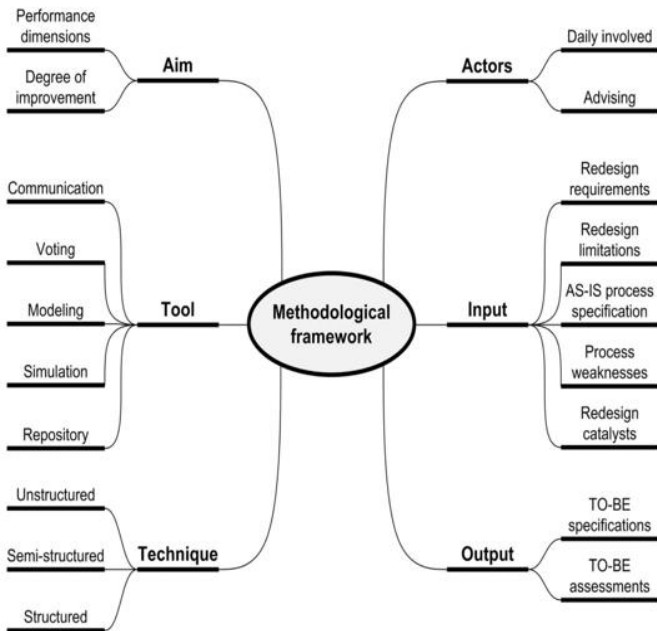 Performance
dimensions
Degree of
improvement
Aim
Communication
Voting
Modeling
Simulation
Repository
Tool
Unstructured
Semi-structured
Structured
Technique
Methodological
framework
Actors
Daily involved
Advising
Input
Redesign
requirements
Redesign
limitations
AS-IS process
specification
Process
weaknesses
Redesign
catalysts
Output
TO-BE
specifications
TO-BE
assessments